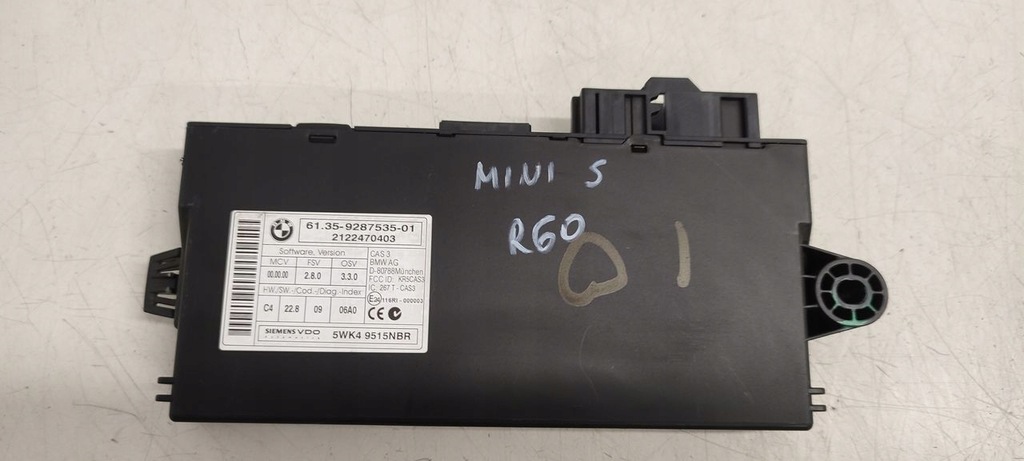 MINI S
R60
61.35-9287535-01
2122470403
Software, Version
MCV FSV OSV
00.00.00 2.8.0 3.3.0
HW./SW.-/Cod.-/Diag.-Index
C4 22.8 09 06A0
CAS 3
BMW AG
D-80788München
FCC ID: KR5CAS3
IC: 267 T - CAS3
CE
SIEMENS VDO
5WK4 9515NBR